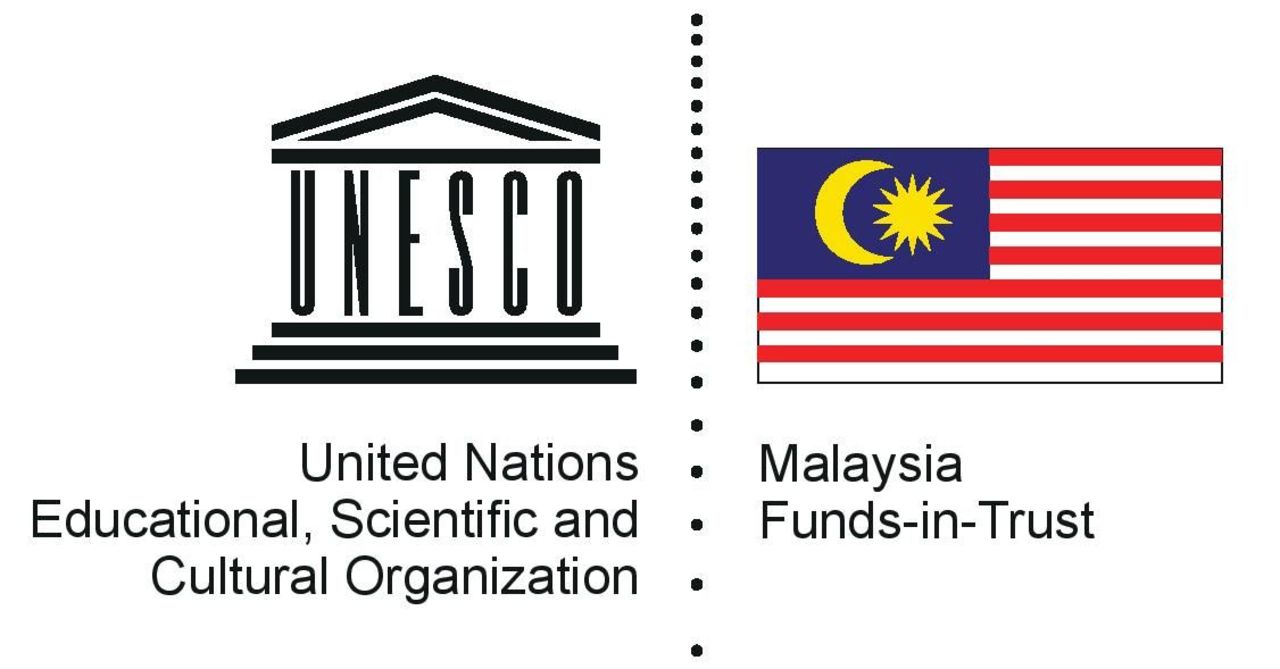 UNESCO
United Nations
Educational, Scientific and
Cultural Organization
Malaysia
Funds-in-Trust